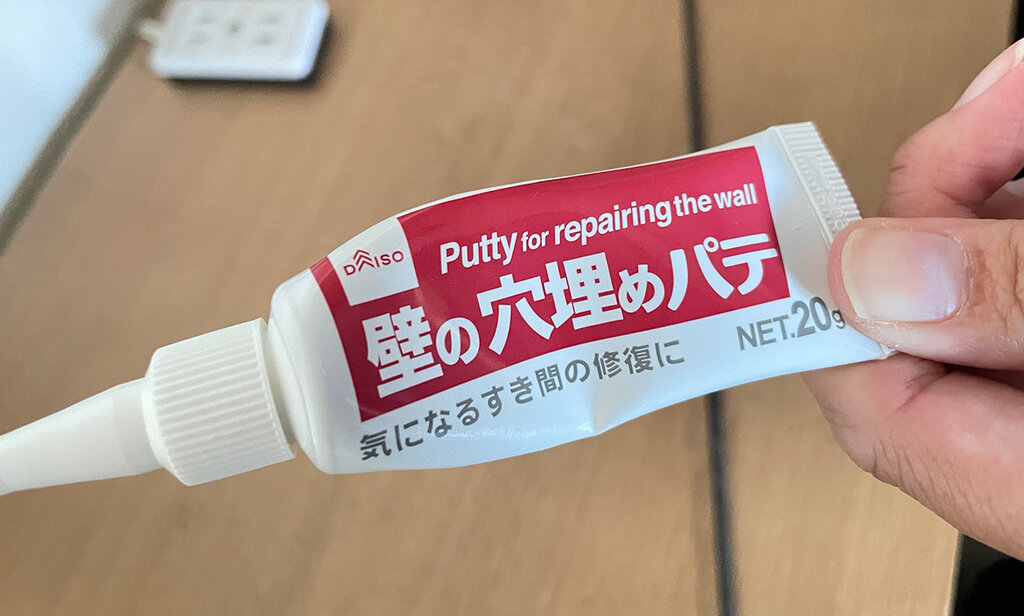 DAISO
Putty for repairing the wall
壁の穴埋めパテ
気になるすき間の修復に
NET.20g